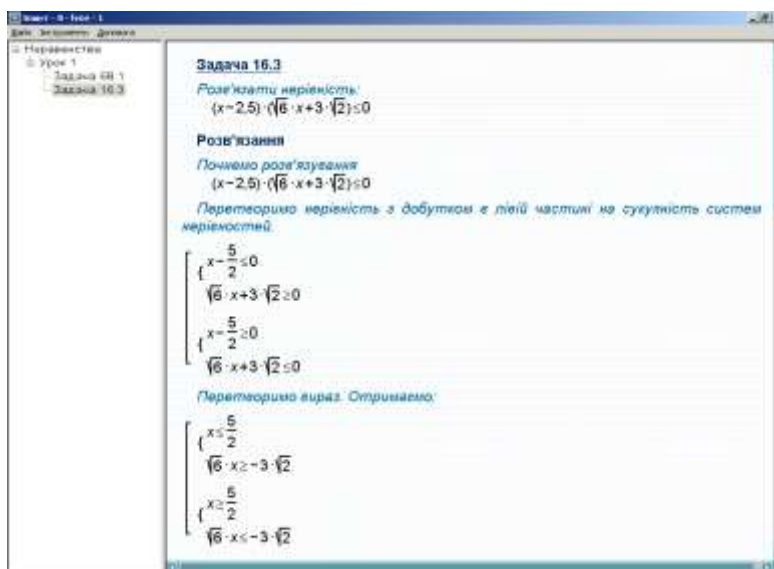 Неравенства
Урок 1
Задача 6В 1
Задача 16.3
Задача 16.3
Розв'язати нерівність:
(x−2,5)·(√6·x+3·√2)≤0
Розв'язання
Почнемо розв'язування
(x−2,5)·(√6·x+3·√2)≤0
Перетворимо нерівність з добутком в лівій частині на сукупність систем
нерівностей.
{ x−5/2≤0
√6·x+3·√2≥0
{ x−5/2≥0
√6·x+3·√2≤0
Перетворимо вираз. Отримаємо:
{ x≤5/2
√6·x≥−3·√2
{ x≥5/2
√6·x≤−3·√2